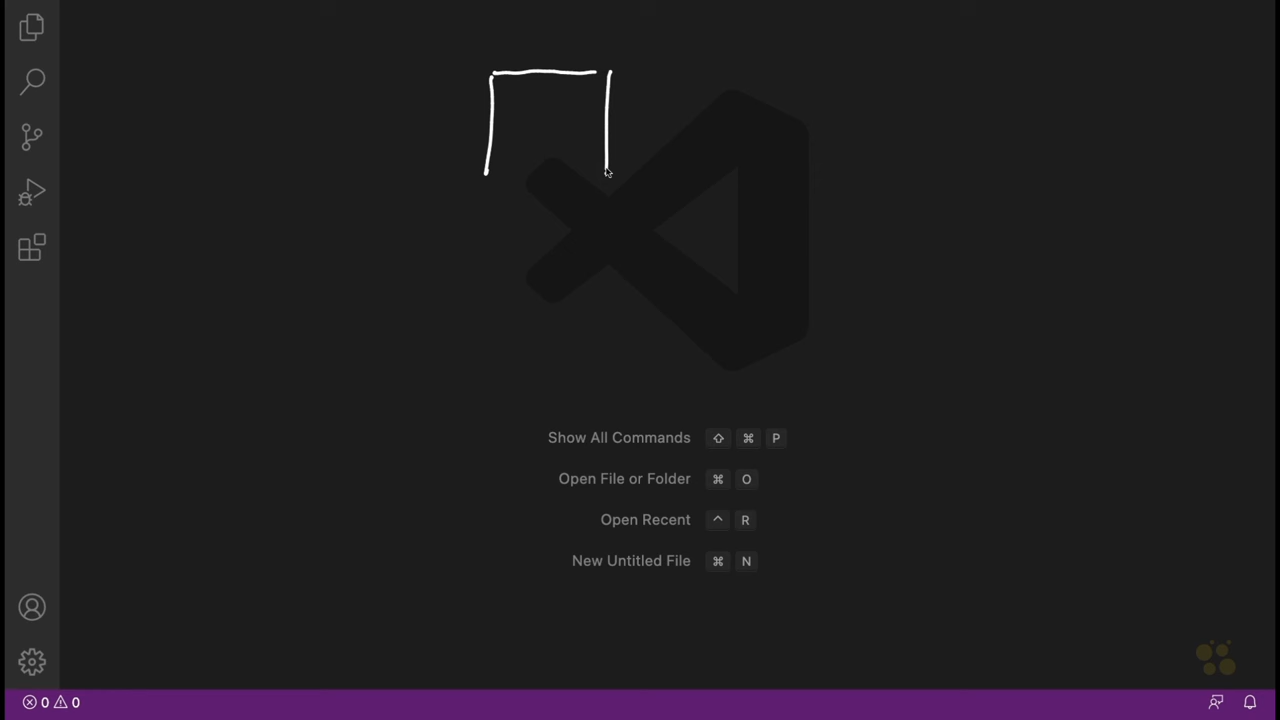 Show All Commands ⇧ ⌘ P
Open File or Folder ⌘ O
Open Recent ^ R
New Untitled File ⌘ N
0 0